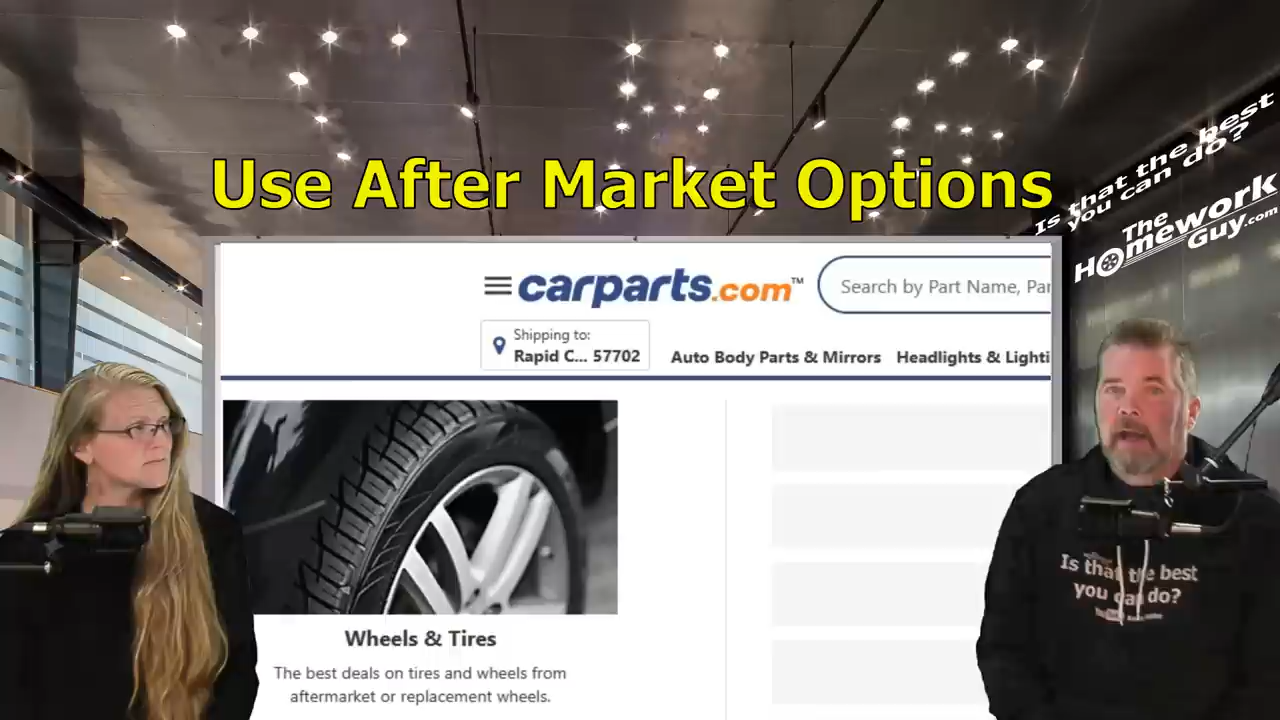 Use After Market Options
Is that the best
you can do?
The
Homework
Guy.com
carparts.com™
Search by Part Name, Par
Shipping to:
Rapid C... 57702
Auto Body Parts & Mirrors
Headlights & Lighti
Wheels & Tires
The best deals on tires and wheels from
aftermarket or replacement wheels.
Is that the best
you can do?